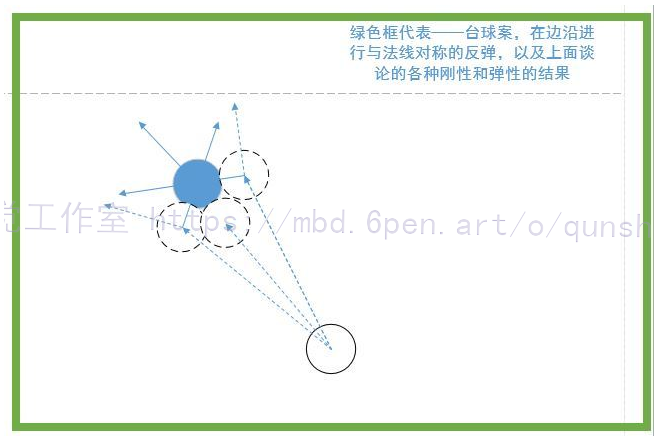 绿色框代表——台球案，在边沿进
行与法线对称的反弹，以及上面谈
论的各种刚性和弹性的结果
工作室 https://mbd.6pen.art/o/qunsh